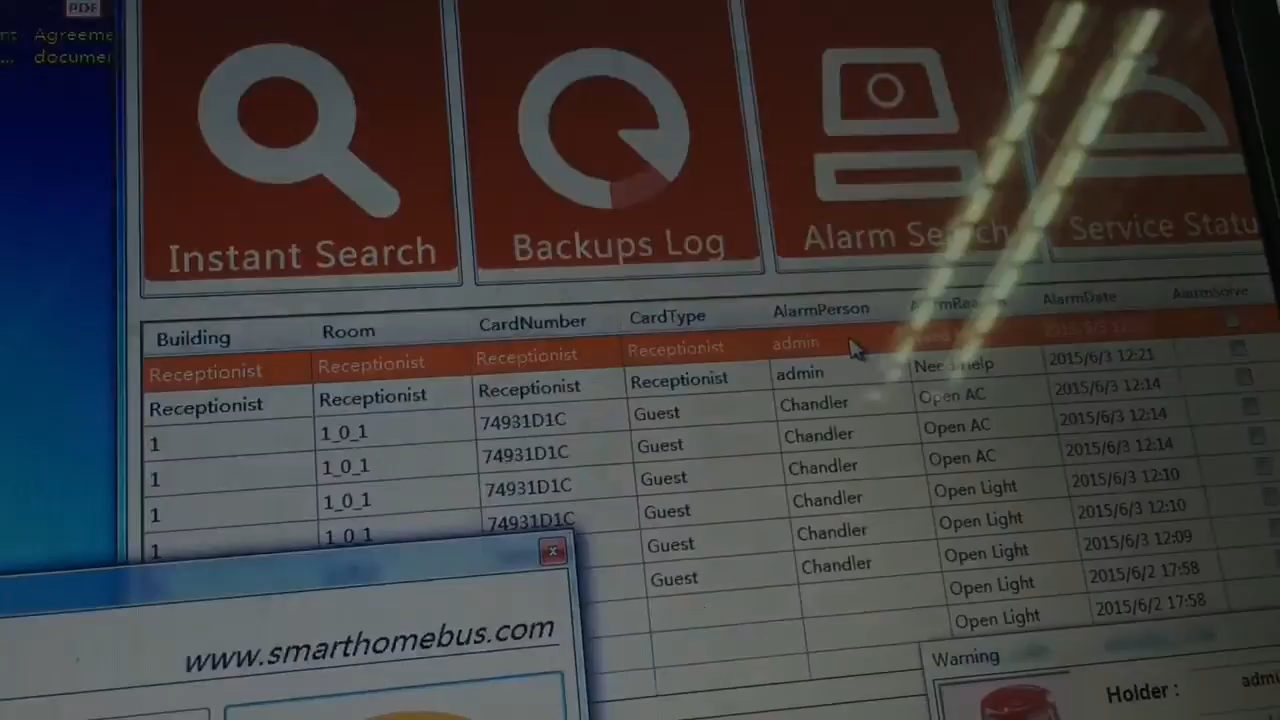 PDF
Agreeme
documen
Instant Search
Backups Log
Alarm Search
Service Statu
Building Room CardNumber CardType AlarmPerson AlarmReason AlarmDate AlarmSolve
Receptionist Receptionist Receptionist Receptionist admin
Receptionist Receptionist Receptionist Receptionist admin Need Help 2015/6/3 12:21
1 1_0_1 74931D1C Guest Chandler Open AC 2015/6/3 12:14
1 1_0_1 74931D1C Guest Chandler Open AC 2015/6/3 12:14
1 1_0_1 74931D1C Guest Chandler Open AC 2015/6/3 12:14
1 1_0_1 74931D1C Guest Chandler Open Light 2015/6/3 12:10
Guest Chandler Open Light 2015/6/3 12:10
Guest Chandler Open Light 2015/6/3 12:09
Open Light 2015/6/2 17:58
Open Light 2015/6/2 17:58
www.smarthomebus.com
Warning
Holder : admi